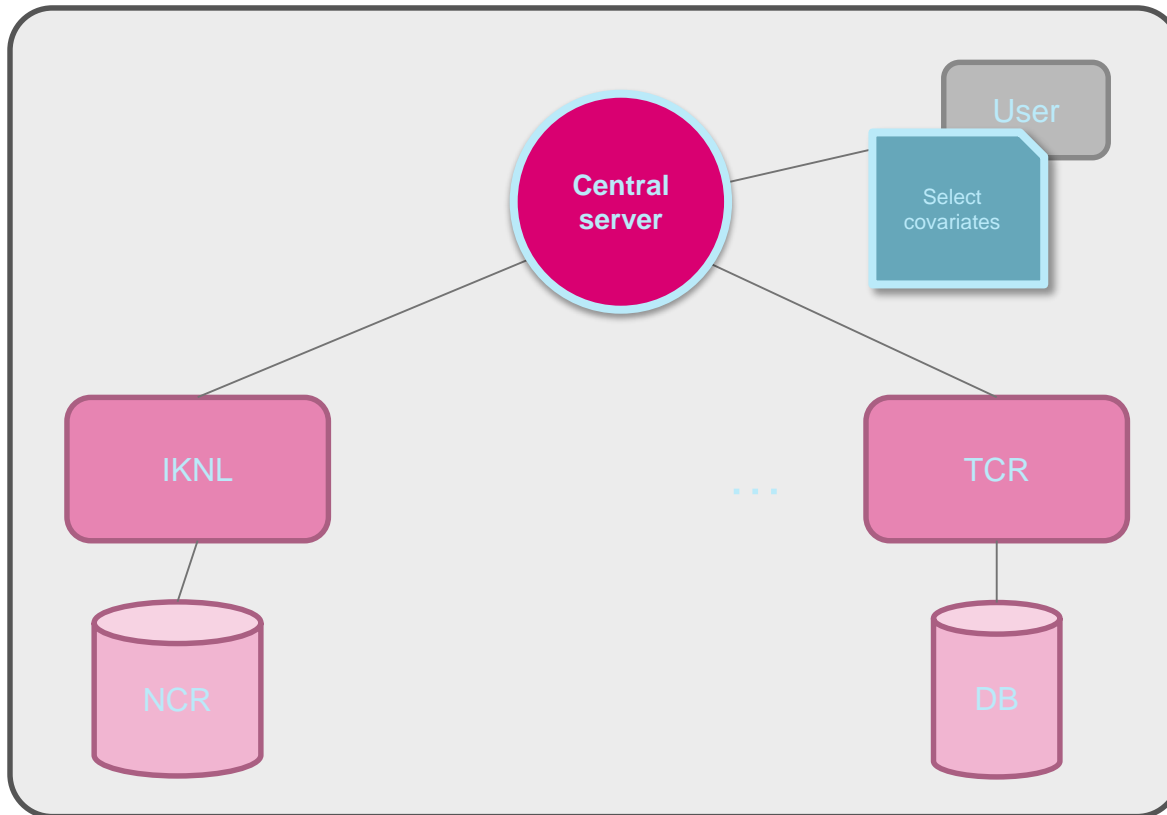 User
Central
server
Select
covariates
IKNL
...
TCR
NCR
DB